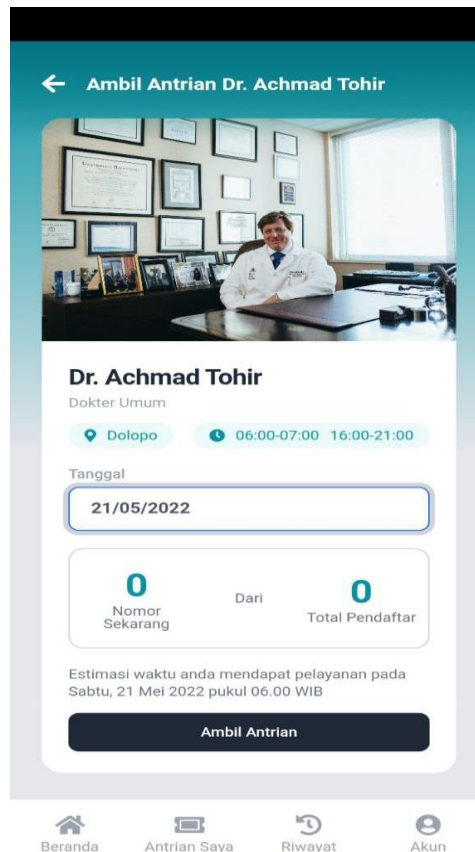 Ambil Antrian Dr. Achmad Tohir
Dr. Achmad Tohir
Dokter Umum
Dolopo 06:00-07:00 16:00-21:00
Tanggal
21/05/2022
0 Dari 0
Nomor
Sekarang
Total Pendaftar
Estimasi waktu anda mendapat pelayanan pada
Sabtu, 21 Mei 2022 pukul 06.00 WIB
Ambil Antrian
Beranda Antrian Saya Riwayat Akun